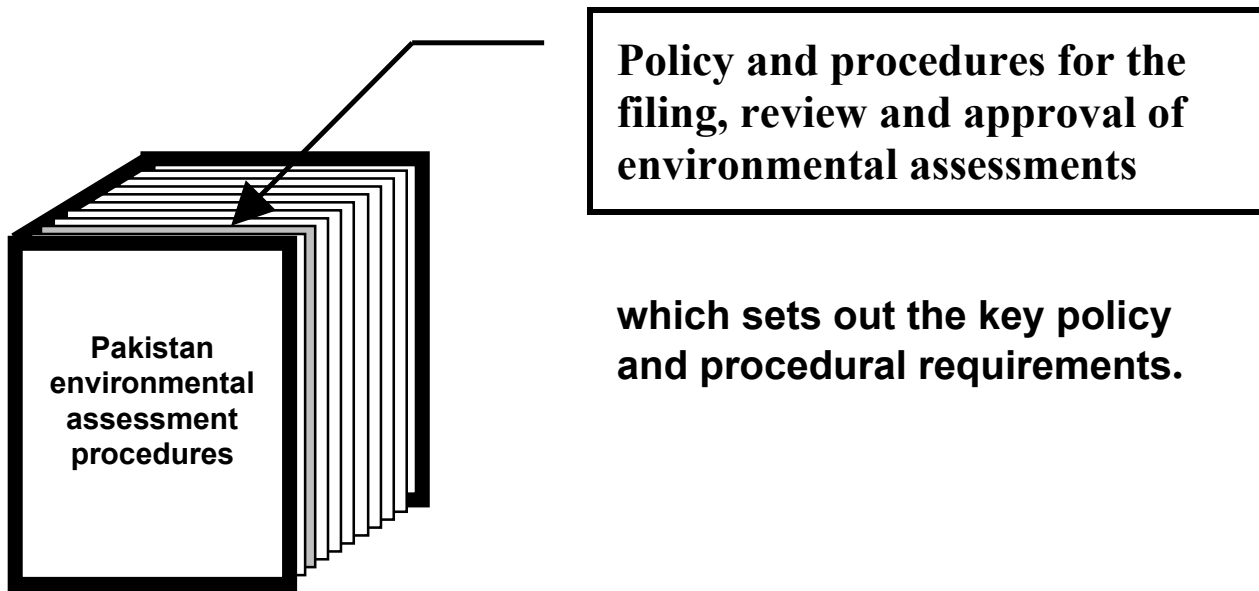 Policy and procedures for the
filing, review and approval of
environmental assessments
which sets out the key policy
and procedural requirements.
Pakistan
environmental
assessment
procedures